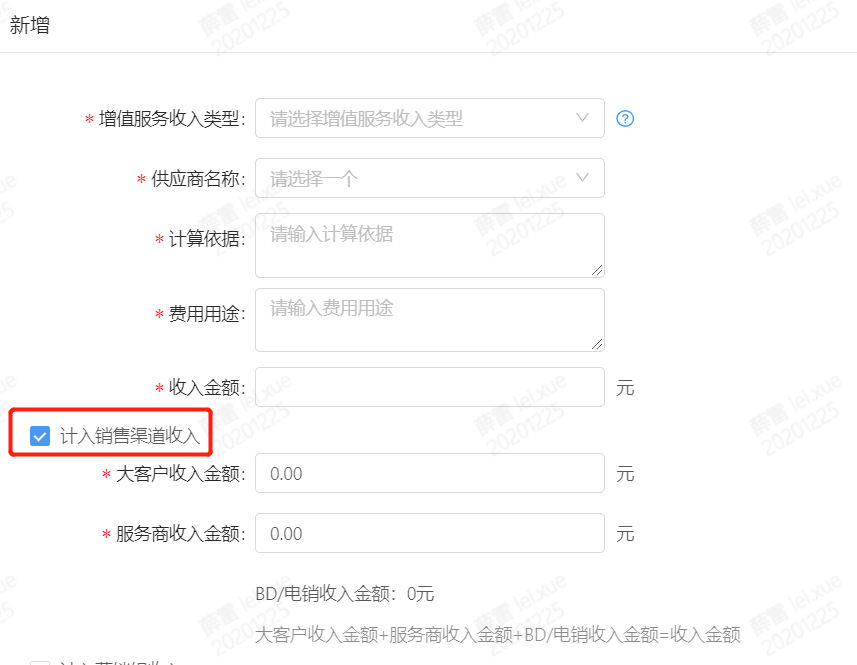 新增
* 增值服务收入类型: 请选择增值服务收入类型 ?
* 供应商名称: 请选择一个
* 计算依据: 请输入计算依据
* 费用用途: 请输入费用用途
* 收入金额: 元
计入销售渠道收入
* 大客户收入金额: 0.00 元
* 服务商收入金额: 0.00 元
BD/电销收入金额：0元
大客户收入金额+服务商收入金额+BD/电销收入金额=收入金额
薛雷 lei.xue
20201225